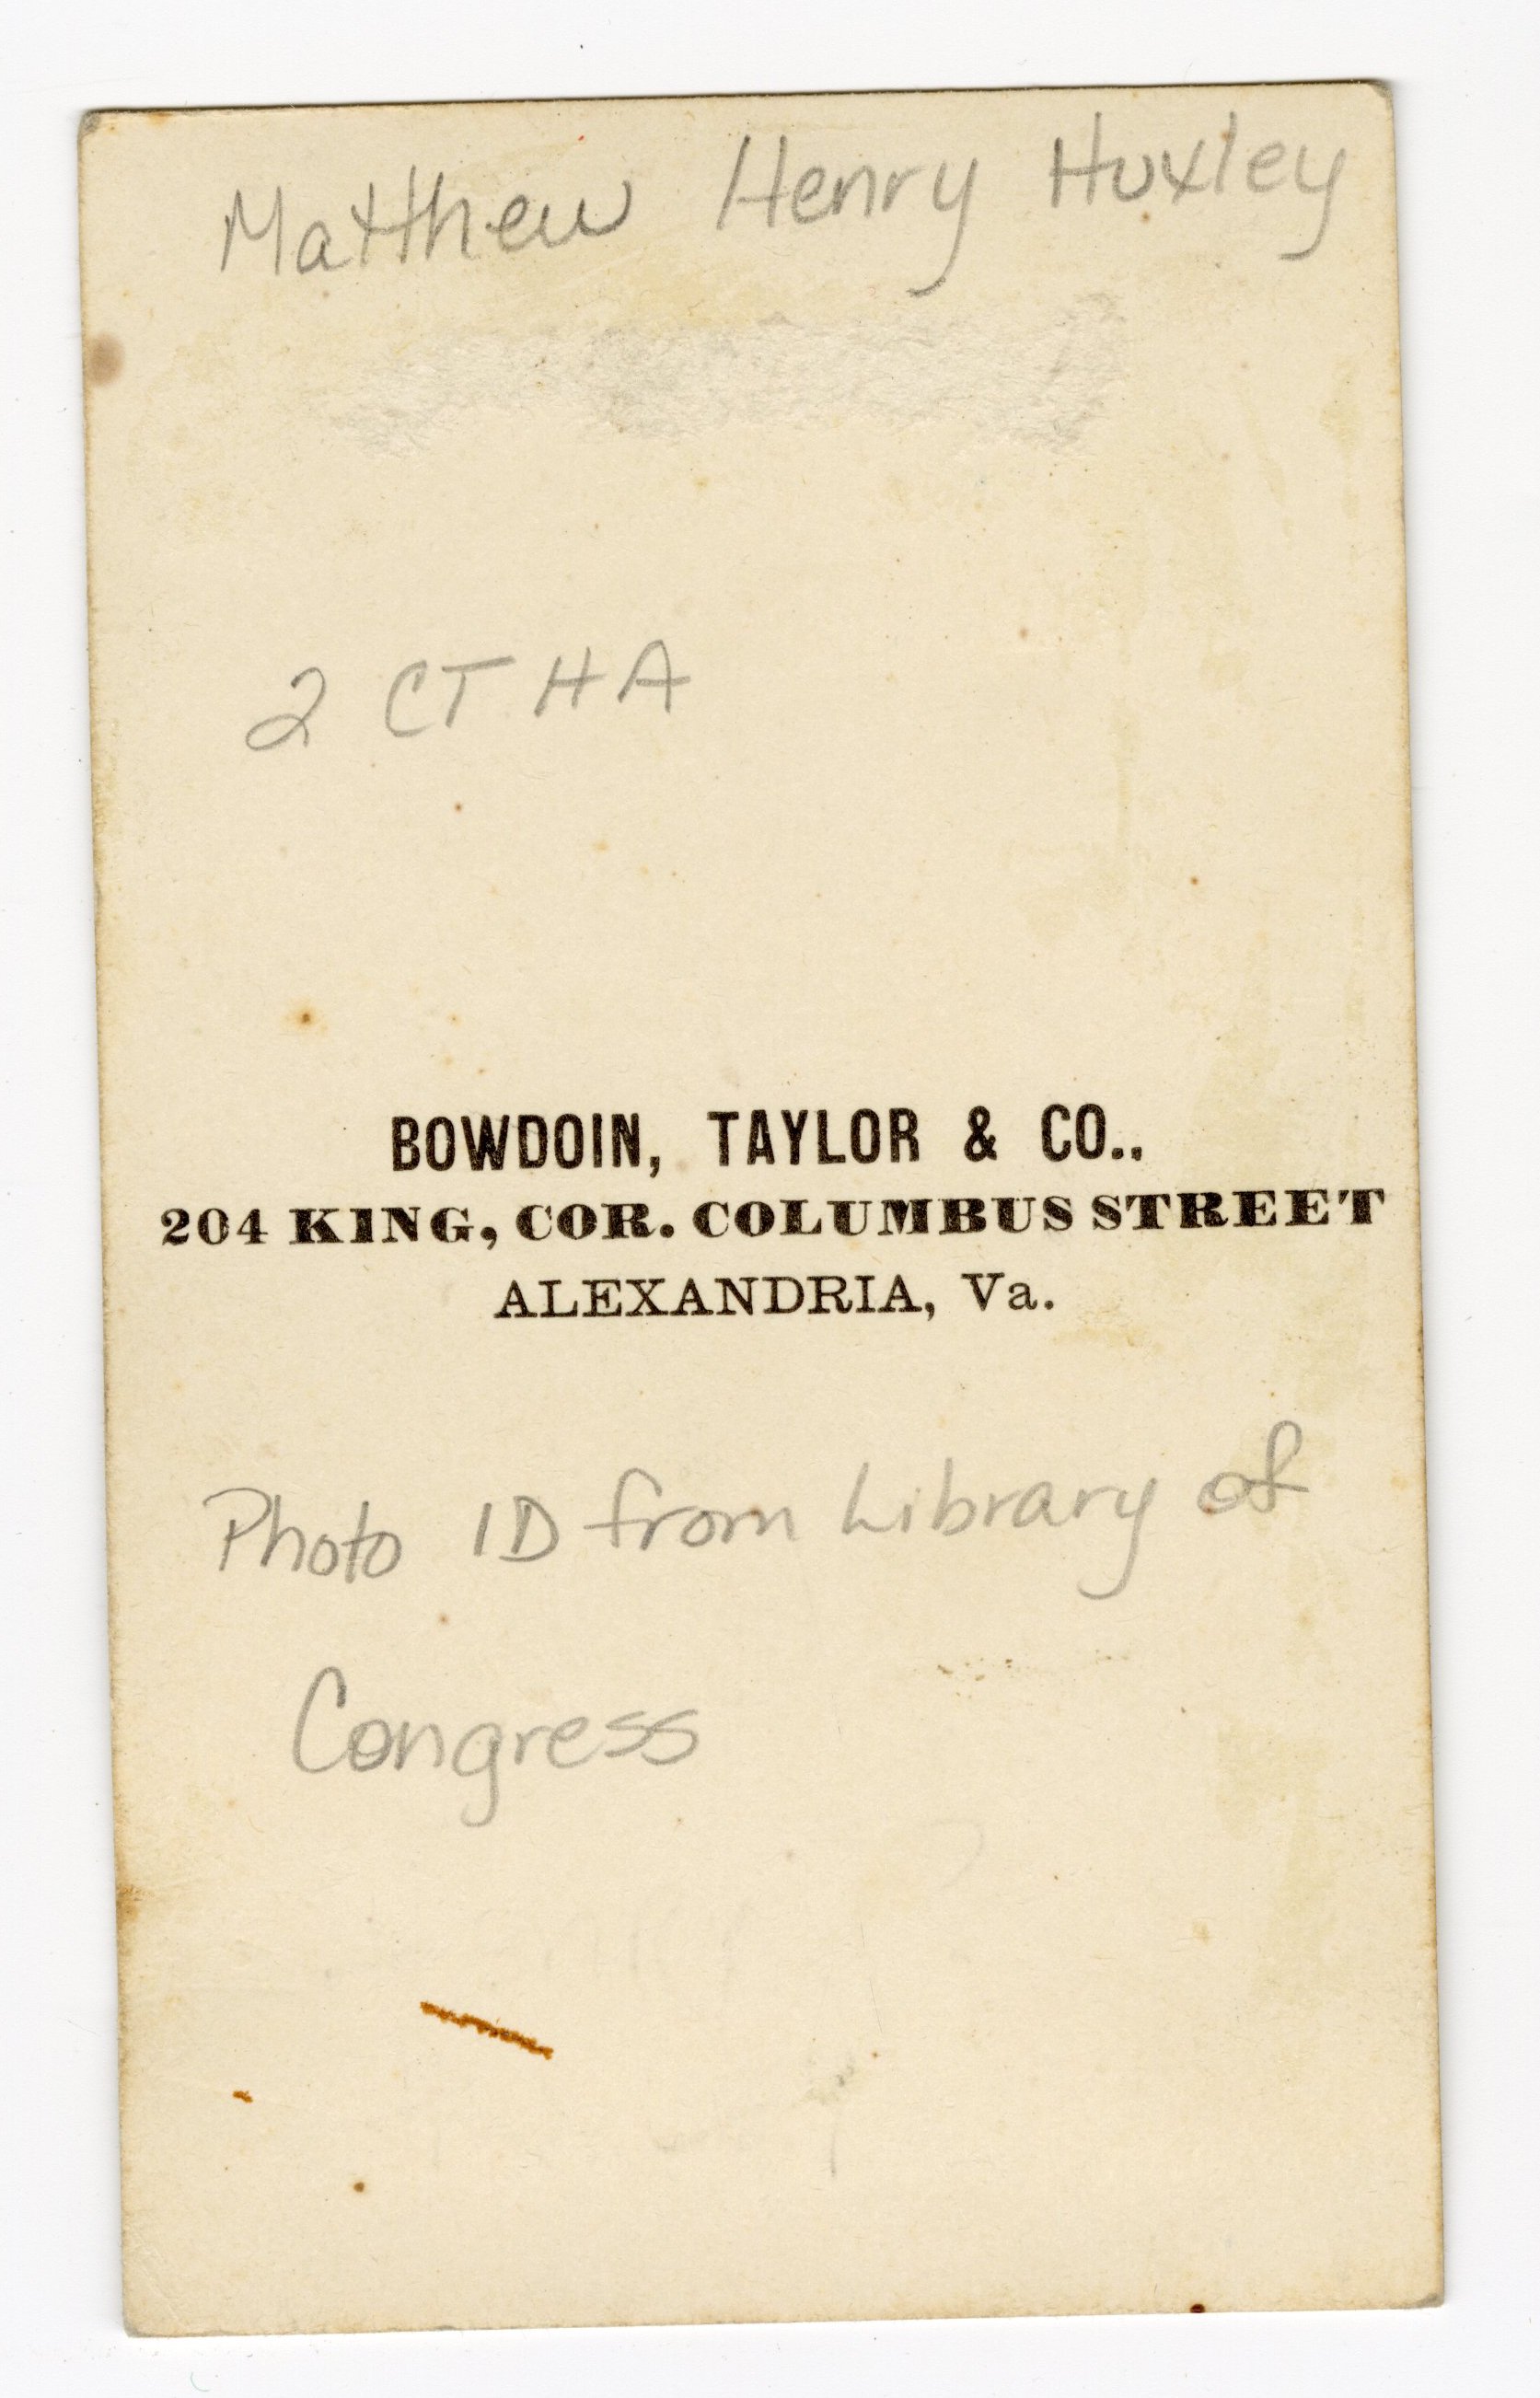 Matthew Henry Huxley
2 CT HA
BOWDOIN, TAYLOR & CO.,
204 KING, COR. COLUMBUS STREET
ALEXANDRIA, Va.
Photo ID from Library of
Congress